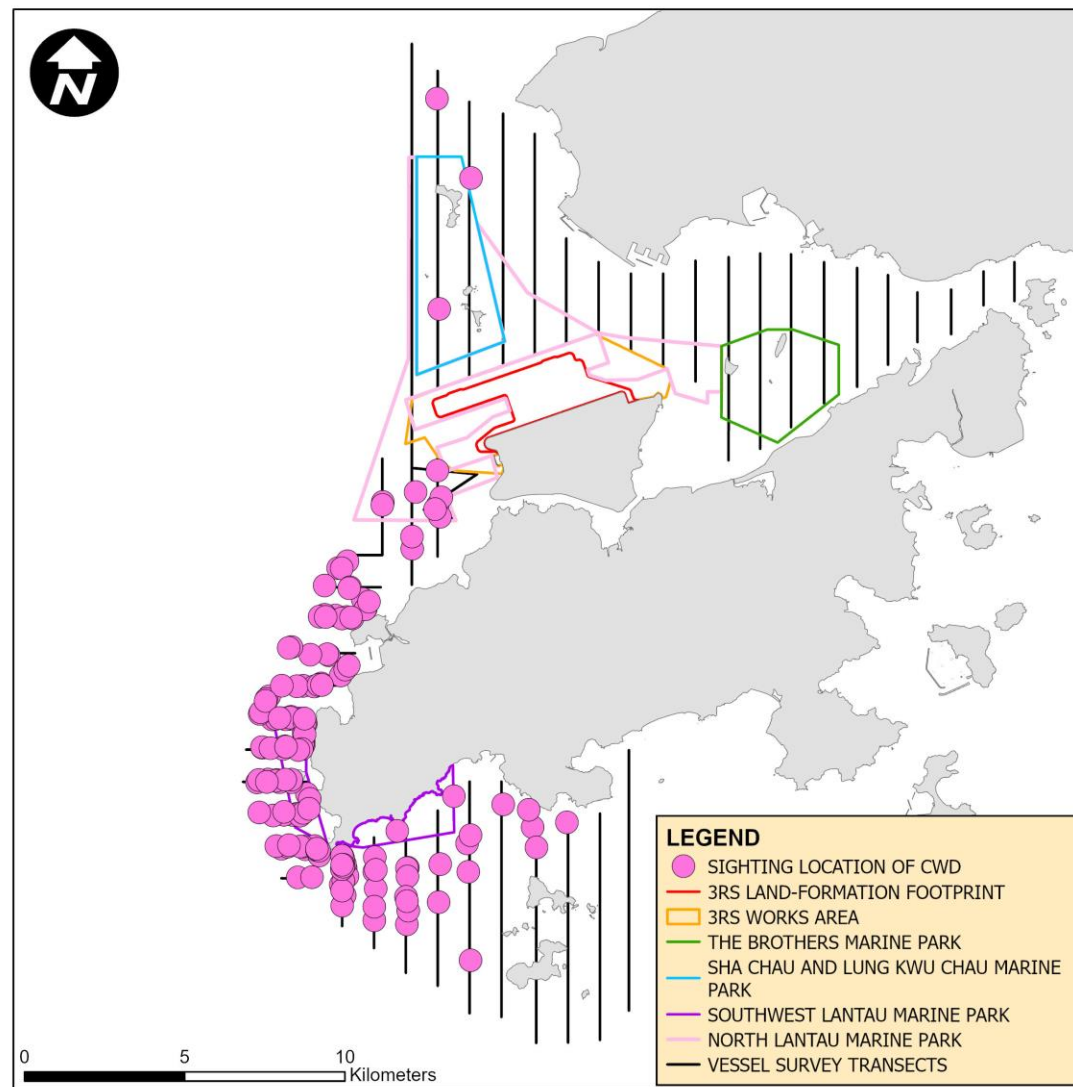 N
LEGEND
SIGHTING LOCATION OF CWD
3RS LAND-FORMATION FOOTPRINT
3RS WORKS AREA
THE BROTHERS MARINE PARK
SHA CHAU AND LUNG KWU CHAU MARINE
PARK
SOUTHWEST LANTAU MARINE PARK
NORTH LANTAU MARINE PARK
VESSEL SURVEY TRANSECTS
0 5 10
Kilometers